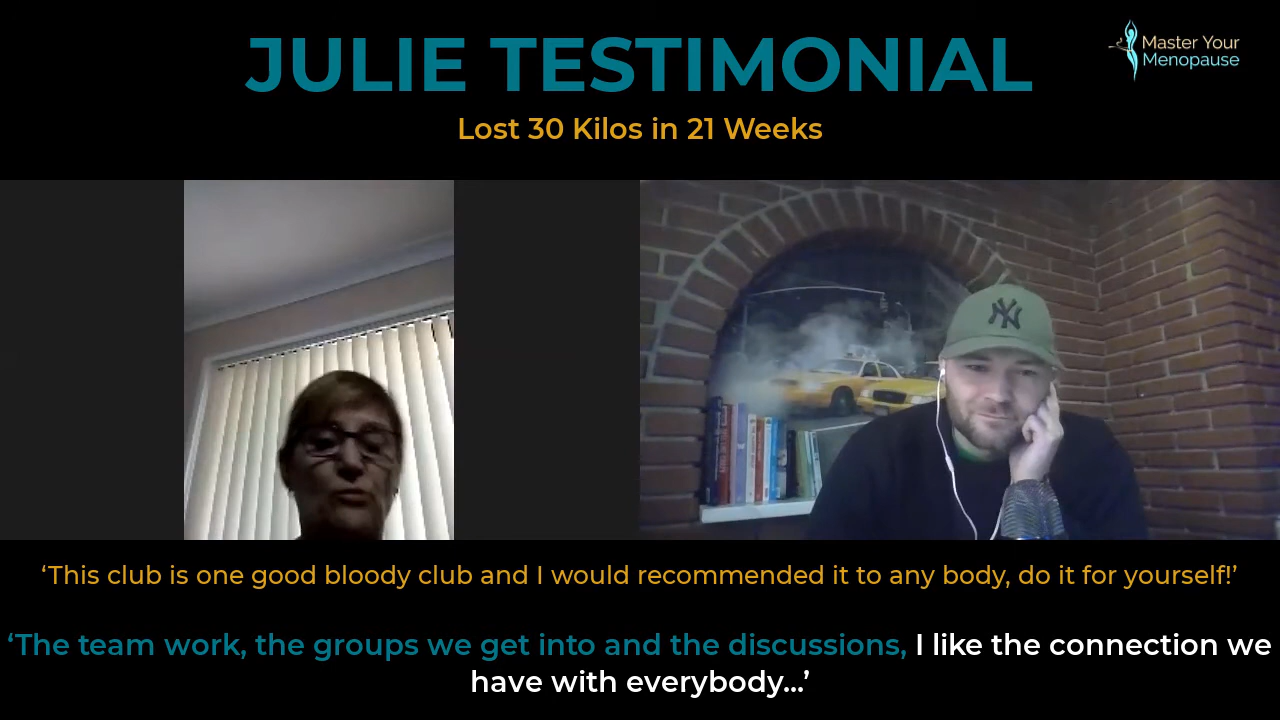 JULIE TESTIMONIAL
Master Your
Menopause
Lost 30 Kilos in 21 Weeks
NY
‘This club is one good bloody club and I would recommended it to any body, do it for yourself!’
‘The team work, the groups we get into and the discussions, I like the connection we
have with everybody...’